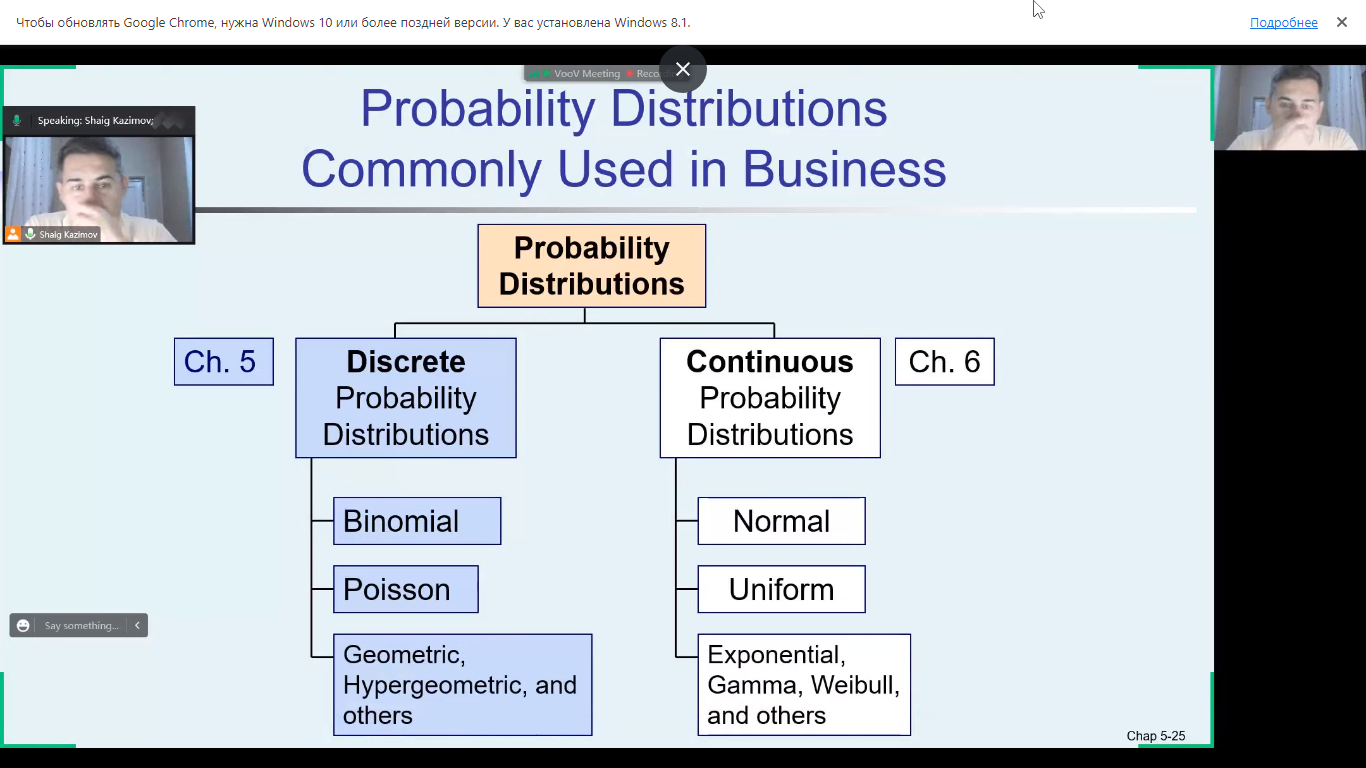 Чтобы обновлять Google Chrome, нужна Windows 10 или более поздней версии. У вас установлена Windows 8.1.
Подробнее
VooV Meeting
Speaking: Shaig Kazimov;
Shaig Kazimov
Probability Distributions
Commonly Used in Business
Probability
Distributions
Ch. 5
Discrete
Probability
Distributions
Continuous
Probability
Distributions
Ch. 6
Binomial
Poisson
Geometric,
Hypergeometric, and
others
Normal
Uniform
Exponential,
Gamma, Weibull,
and others
Say something...
Chap 5-25